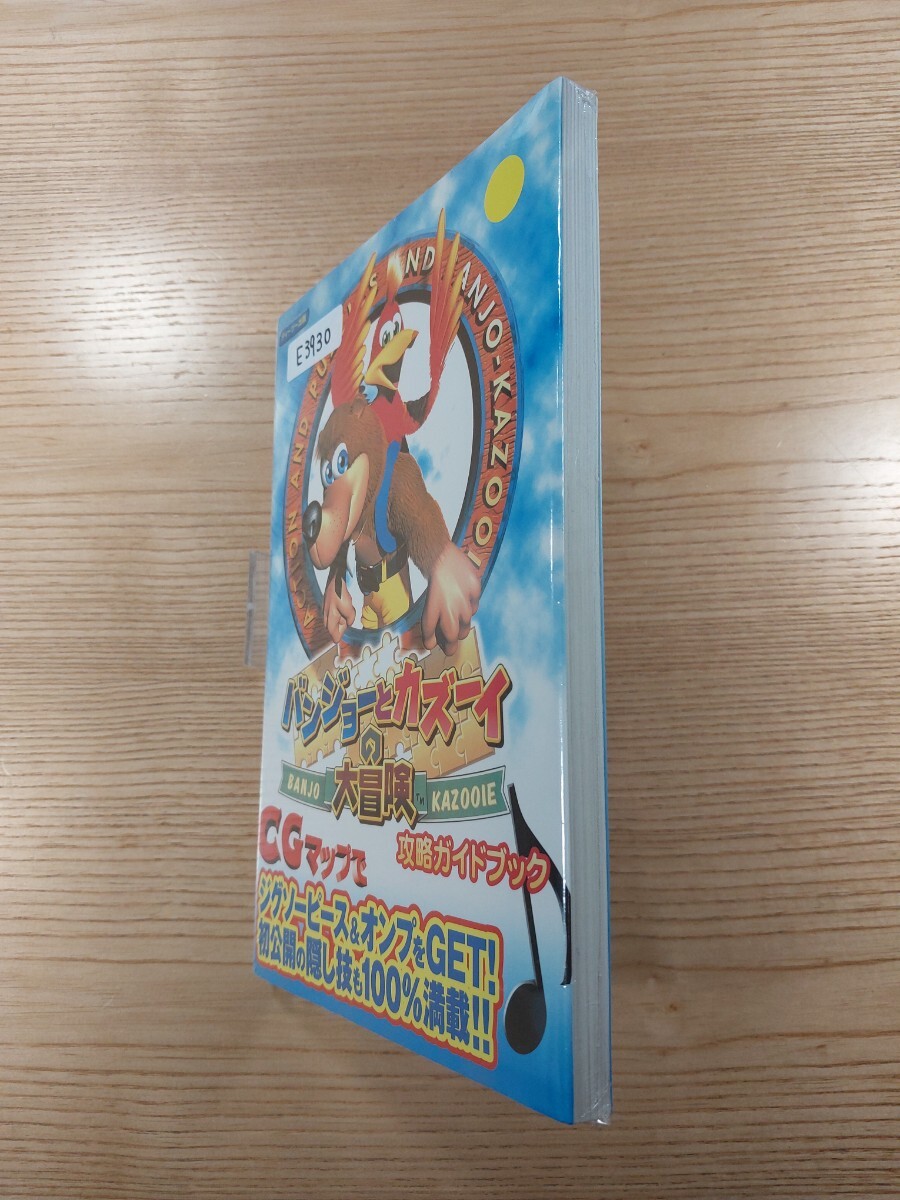 E3930
ACTION AND PU
S AND BANJO-KAZOOI
バンジョーとカズーイ
の
大冒険
BANJO
TM
KAZOOIE
攻略ガイドブック
CGマップで
ジグソーピース&オンプをGET!
初公開の隠し技も100%満載!!